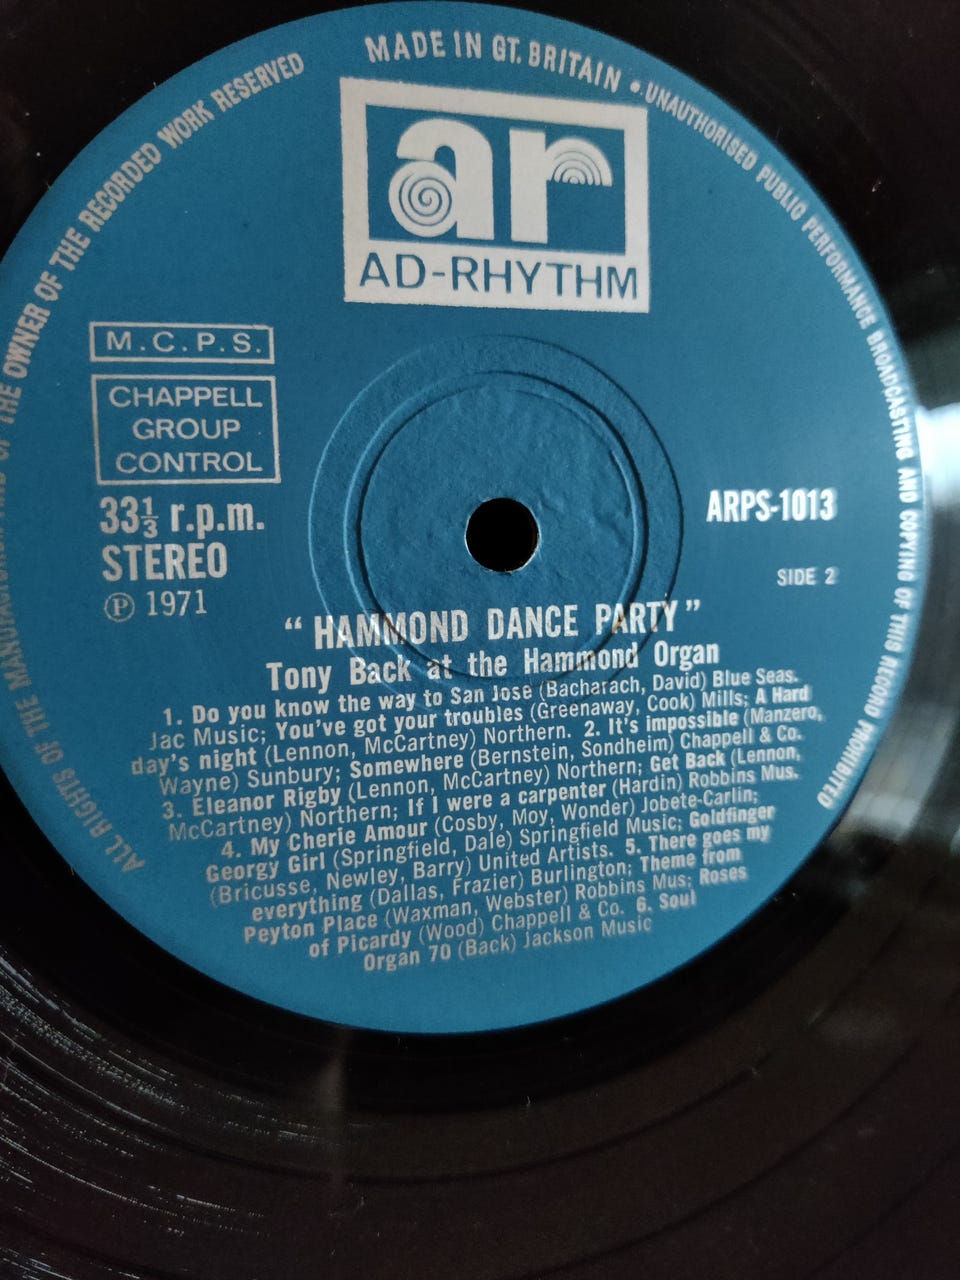 MADE IN GT. BRITAIN • UNAUTHORISED PUBLIC PERFORMANCE BROADCASTING AND COPYING OF THIS RECORD PROHIBITED
ALL RIGHTS OF THE MANUFACTURER AND OF THE OWNER OF THE RECORDED WORK RESERVED
ar
AD-RHYTHM
M.C.P.S.
CHAPPELL
GROUP
CONTROL
33⅓ r.p.m.
STEREO
℗ 1971
ARPS-1013
SIDE 2
“HAMMOND DANCE PARTY”
Tony Back at the Hammond Organ
1. Do you know the way to San Jose (Bacharach, David) Blue Seas.
Jac Music; You've got your troubles (Greenaway, Cook) Mills; A Hard
day's night (Lennon, McCartney) Northern. 2. It's impossible (Manzero,
Wayne) Sunbury; Somewhere (Bernstein, Sondheim) Chappell & Co.
3. Eleanor Rigby (Lennon, McCartney) Northern; Get Back (Lennon,
McCartney) Northern; If I were a carpenter (Hardin) Robbins Mus.
4. My Cherie Amour (Cosby, Moy, Wonder) Jobete-Carlin;
Georgy Girl (Springfield, Dale) Springfield Music; Goldfinger
(Bricusse, Newley, Barry) United Artists. 5. There goes my
everything (Dallas, Frazier) Burlington; Theme from
Peyton Place (Waxman, Webster) Robbins Mus; Roses
of Picardy (Wood) Chappell & Co. 6. Soul
Organ 70 (Back) Jackson Music